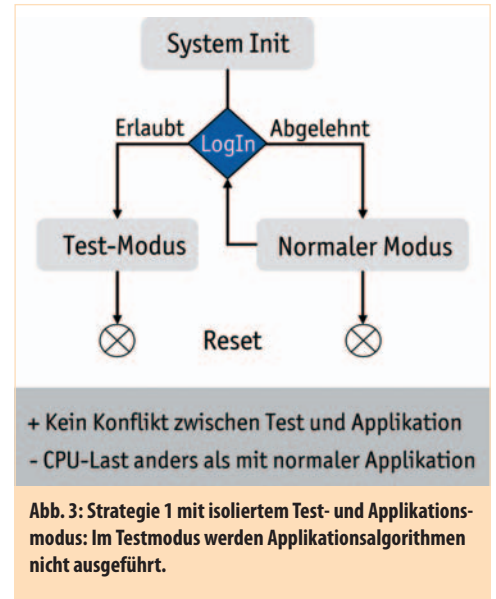 System Init
Erlaubt
Abgelehnt
LogIn
Test-Modus
Normaler Modus
Reset
+ Kein Konflikt zwischen Test und Applikation
- CPU-Last anders als mit normaler Applikation
Abb. 3: Strategie 1 mit isoliertem Test- und Applikations-
modus: Im Testmodus werden Applikationsalgorithmen
nicht ausgeführt.